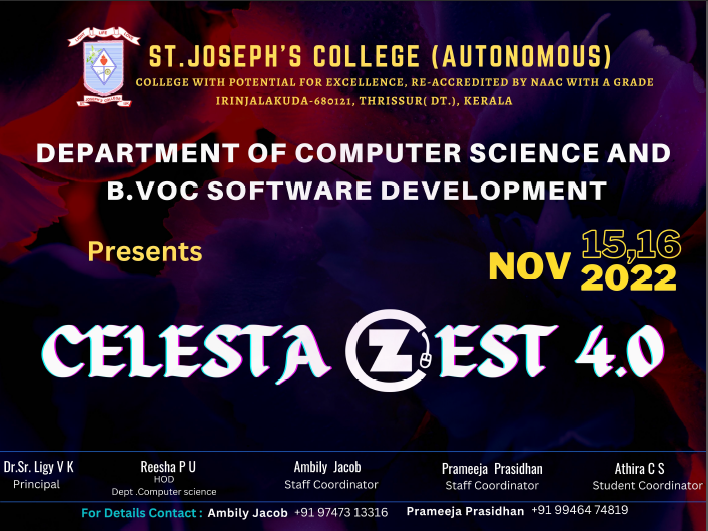 ST.JOSEPH'S COLLEGE (AUTONOMOUS)
COLLEGE WITH POTENTIAL FOR EXCELLENCE, RE-ACCREDITED BY NAAC WITH A GRADE
IRINJALAKUDA-680121, THRISSUR( DT.), KERALA
DEPARTMENT OF COMPUTER SCIENCE AND
B.VOC SOFTWARE DEVELOPMENT
Presents
NOV 15,16
2022
CELESTA ZEST 4.0
Dr.Sr. Ligy V K
Principal
Reesha P U
HOD
Dept .Computer science
Ambily Jacob
Staff Coordinator
Prameeja Prasidhan
Staff Coordinator
Athira C S
Student Coordinator
For Details Contact : Ambily Jacob +91 97473 13316 Prameeja Prasidhan +91 99464 74819